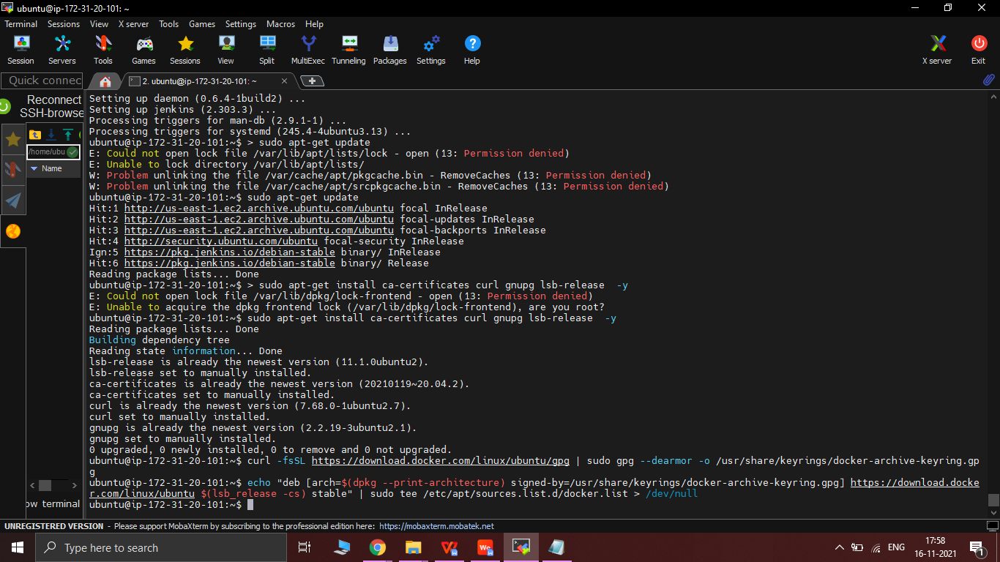 ubuntu@ip-172-31-20-101: ~
Terminal Sessions View X server Tools Games Settings Macros Help
Session Servers Tools Games Sessions View Split MultiExec Tunneling Packages Settings Help X server Exit
Quick connec
2. ubuntu@ip-172-31-20-101: ~
Reconnect
SSH-browse
/home/ubu
Name
ow terminal
Setting up daemon (0.6.4-1build2) ...
Setting up jenkins (2.303.3) ...
Processing triggers for man-db (2.9.1-1) ...
Processing triggers for systemd (245.4-4ubuntu3.13) ...
ubuntu@ip-172-31-20-101:~$ > sudo apt-get update
E: Could not open lock file /var/lib/apt/lists/lock - open (13: Permission denied)
E: Unable to lock directory /var/lib/apt/lists/
W: Problem unlinking the file /var/cache/apt/pkgcache.bin - RemoveCaches (13: Permission denied)
W: Problem unlinking the file /var/cache/apt/srcpkgcache.bin - RemoveCaches (13: Permission denied)
ubuntu@ip-172-31-20-101:~$ sudo apt-get update
Hit:1 http://us-east-1.ec2.archive.ubuntu.com/ubuntu focal InRelease
Hit:2 http://us-east-1.ec2.archive.ubuntu.com/ubuntu focal-updates InRelease
Hit:3 http://us-east-1.ec2.archive.ubuntu.com/ubuntu focal-backports InRelease
Hit:4 http://security.ubuntu.com/ubuntu focal-security InRelease
Ign:5 https://pkg.jenkins.io/debian-stable binary/ InRelease
Hit:6 https://pkg.jenkins.io/debian-stable binary/ Release
Reading package lists... Done
ubuntu@ip-172-31-20-101:~$ > sudo apt-get install ca-certificates curl gnupg lsb-release  -y
E: Could not open lock file /var/lib/dpkg/lock-frontend - open (13: Permission denied)
E: Unable to acquire the dpkg frontend lock (/var/lib/dpkg/lock-frontend), are you root?
ubuntu@ip-172-31-20-101:~$ sudo apt-get install ca-certificates curl gnupg lsb-release  -y
Reading package lists... Done
Building dependency tree
Reading state information... Done
lsb-release is already the newest version (11.1.0ubuntu2).
lsb-release set to manually installed.
ca-certificates is already the newest version (20210119~20.04.2).
ca-certificates set to manually installed.
curl is already the newest version (7.68.0-1ubuntu2.7).
curl set to manually installed.
gnupg is already the newest version (2.2.19-3ubuntu2.1).
gnupg set to manually installed.
0 upgraded, 0 newly installed, 0 to remove and 0 not upgraded.
ubuntu@ip-172-31-20-101:~$ curl -fsSL https://download.docker.com/linux/ubuntu/gpg | sudo gpg --dearmor -o /usr/share/keyrings/docker-archive-keyring.gp
g
ubuntu@ip-172-31-20-101:~$ echo "deb [arch=$(dpkg --print-architecture) signed-by=/usr/share/keyrings/docker-archive-keyring.gpg] https://download.docke
r.com/linux/ubuntu $(lsb_release -cs) stable" | sudo tee /etc/apt/sources.list.d/docker.list > /dev/null
ubuntu@ip-172-31-20-101:~$
UNREGISTERED VERSION - Please support MobaXterm by subscribing to the professional edition here: https://mobaxterm.mobatek.net
Type here to search
ENG
17:58
16-11-2021
1